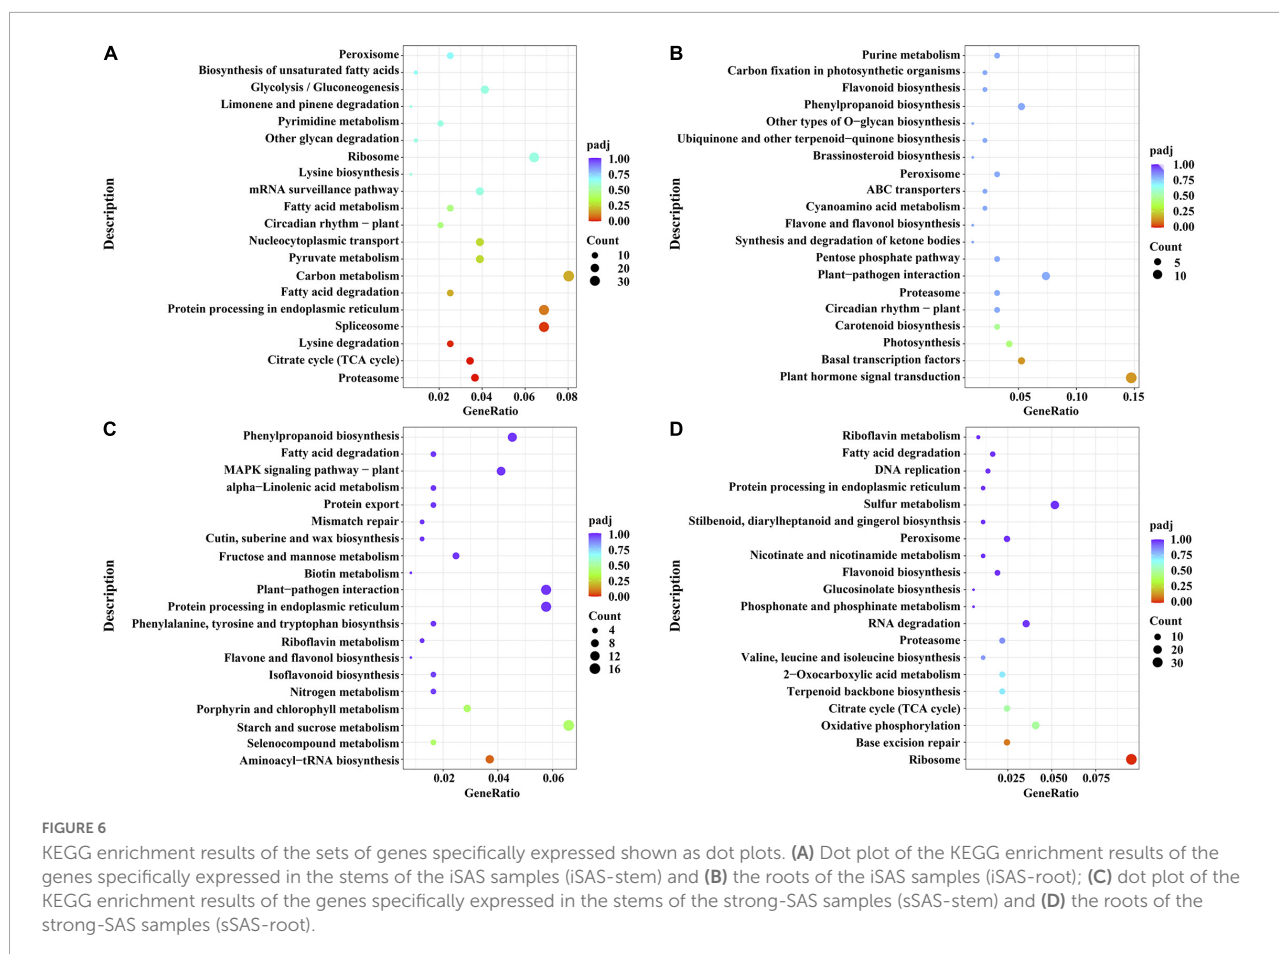 A
Peroxisome
Biosynthesis of unsaturated fatty acids
Glycolysis / Gluconeogenesis
Limonene and pinene degradation
Pyrimidine metabolism
Other glycan degradation
Ribosome
Lysine biosynthesis
mRNA surveillance pathway
Fatty acid metabolism
Circadian rhythm − plant
Nucleocytoplasmic transport
Pyruvate metabolism
Carbon metabolism
Fatty acid degradation
Protein processing in endoplasmic reticulum
Spliceosome
Lysine degradation
Citrate cycle (TCA cycle)
Proteasome
Description
0.02 0.04 0.06 0.08
GeneRatio
padj
1.00
0.75
0.50
0.25
0.00
Count
10
20
30
B
Purine metabolism
Carbon fixation in photosynthetic organisms
Flavonoid biosynthesis
Phenylpropanoid biosynthesis
Other types of O−glycan biosynthesis
Ubiquinone and other terpenoid−quinone biosynthesis
Brassinosteroid biosynthesis
Peroxisome
ABC transporters
Cyanoamino acid metabolism
Flavone and flavonol biosynthesis
Synthesis and degradation of ketone bodies
Pentose phosphate pathway
Plant−pathogen interaction
Proteasome
Circadian rhythm − plant
Carotenoid biosynthesis
Photosynthesis
Basal transcription factors
Plant hormone signal transduction
Description
0.05 0.10 0.15
GeneRatio
padj
1.00
0.75
0.50
0.25
0.00
Count
5
10
C
Phenylpropanoid biosynthesis
Fatty acid degradation
MAPK signaling pathway − plant
alpha−Linolenic acid metabolism
Protein export
Mismatch repair
Cutin, suberine and wax biosynthesis
Fructose and mannose metabolism
Biotin metabolism
Plant−pathogen interaction
Protein processing in endoplasmic reticulum
Phenylalanine, tyrosine and tryptophan biosynthesis
Riboflavin metabolism
Flavone and flavonol biosynthesis
Isoflavonoid biosynthesis
Nitrogen metabolism
Porphyrin and chlorophyll metabolism
Starch and sucrose metabolism
Selenocompound metabolism
Aminoacyl−tRNA biosynthesis
Description
0.02 0.04 0.06
GeneRatio
padj
1.00
0.75
0.50
0.25
0.00
Count
4
8
12
16
D
Riboflavin metabolism
Fatty acid degradation
DNA replication
Protein processing in endoplasmic reticulum
Sulfur metabolism
Stilbenoid, diarylheptanoid and gingerol biosynthsis
Peroxisome
Nicotinate and nicotinamide metabolism
Flavonoid biosynthesis
Glucosinolate biosynthesis
Phosphonate and phosphinate metabolism
RNA degradation
Proteasome
Valine, leucine and isoleucine biosynthesis
2−Oxocarboxylic acid metabolism
Terpenoid backbone biosynthesis
Citrate cycle (TCA cycle)
Oxidative phosphorylation
Base excision repair
Ribosome
Description
0.025 0.050 0.075
GeneRatio
padj
1.00
0.75
0.50
0.25
0.00
Count
10
20
30
FIGURE 6
KEGG enrichment results of the sets of genes specifically expressed shown as dot plots. (A) Dot plot of the KEGG enrichment results of the
genes specifically expressed in the stems of the iSAS samples (iSAS-stem) and (B) the roots of the iSAS samples (iSAS-root); (C) dot plot of the
KEGG enrichment results of the genes specifically expressed in the stems of the strong-SAS samples (sSAS-stem) and (D) the roots of the
strong-SAS samples (sSAS-root).